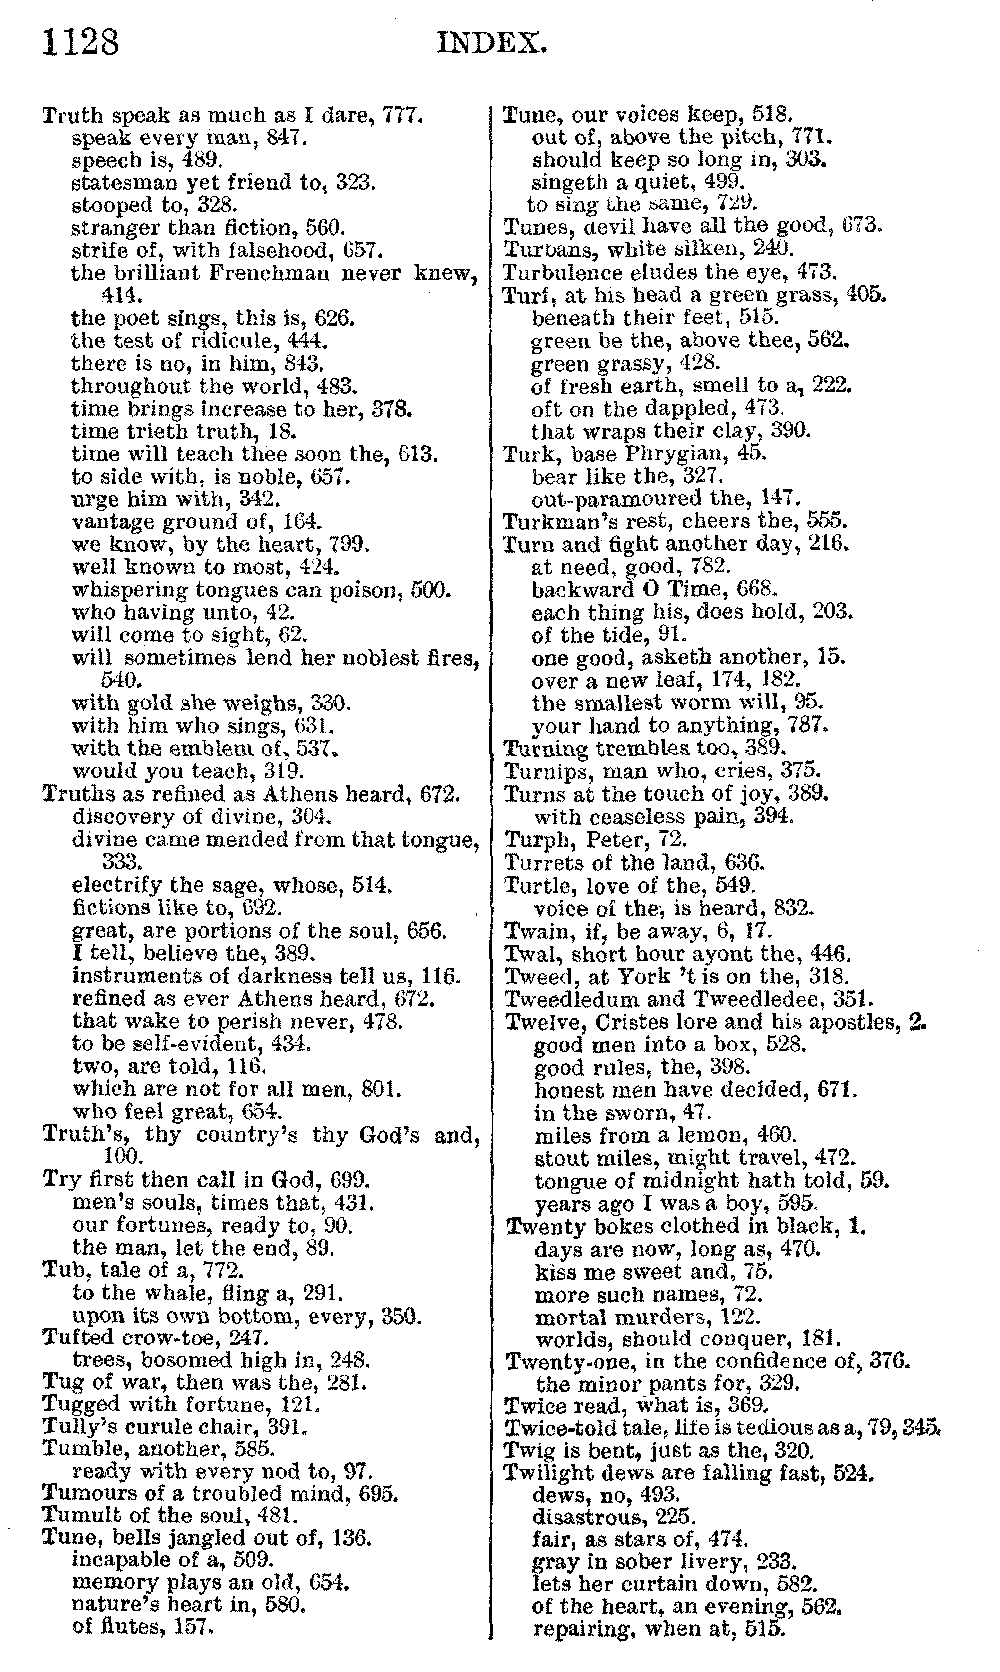 1128
INDEX.
Truth speak as much as I dare, 777.
speak every man, 847.
speech is, 489.
statesman yet friend to, 323.
stooped to, 328.
stranger than fiction, 560.
strife of, with falsehood, 657.
the brilliant Frenchman never knew,
414.
the poet sings, this is, 626.
the test of ridicule, 444.
there is no, in him, 843.
throughout the world, 483.
time brings increase to her, 378.
time trieth truth, 18.
time will teach thee soon the, 613.
to side with, is noble, 657.
urge him with, 342.
vantage ground of, 164.
we know, by the heart, 799.
well known to most, 424.
whispering tongues can poison, 500.
who having unto, 42.
will come to sight, 62.
will sometimes lend her noblest fires,
540.
with gold she weighs, 330.
with him who sings, 631.
with the emblem of, 537.
would you teach, 319.
Truths as refined as Athens heard, 672.
discovery of divine, 304.
divine came mended from that tongue,
333.
electrify the sage, whose, 514.
fictions like to, 692.
great, are portions of the soul, 656.
I tell, believe the, 389.
instruments of darkness tell us, 116.
refined as ever Athens heard, 672.
that wake to perish never, 478.
to be self-evident, 434.
two, are told, 116.
which are not for all men, 801.
who feel great, 654.
Truth's, thy country's thy God's and,
100.
Try first then call in God, 699.
men's souls, times that, 431.
our fortunes, ready to, 90.
the man, let the end, 89.
Tub, tale of a, 772.
to the whale, fling a, 291.
upon its own bottom, every, 350.
Tufted crow-toe, 247.
trees, bosomed high in, 248.
Tug of war, then was the, 281.
Tugged with fortune, 121.
Tully's curule chair, 391.
Tumble, another, 585.
ready with every nod to, 97.
Tumours of a troubled mind, 695.
Tumult of the soul, 481.
Tune, bells jangled out of, 136.
incapable of a, 509.
memory plays an old, 654.
nature's heart in, 580.
of flutes, 157.
Tune, our voices keep, 518.
out of, above the pitch, 771.
should keep so long in, 303.
singeth a quiet, 499.
to sing the same, 729.
Tunes, devil have all the good, 673.
Turbans, white silken, 240.
Turbulence eludes the eye, 473.
Turf, at his head a green grass, 405.
beneath their feet, 515.
green be the, above thee, 562.
green grassy, 428.
of fresh earth, smell to a, 222.
oft on the dappled, 473.
that wraps their clay, 390.
Turk, base Phrygian, 45.
bear like the, 327.
out-paramoured the, 147.
Turkman's rest, cheers the, 555.
Turn and fight another day, 216.
at need, good, 782.
backward O Time, 668.
each thing his, does hold, 203.
of the tide, 91.
one good, asketh another, 15.
over a new leaf, 174, 182.
the smallest worm will, 95.
your hand to anything, 787.
Turning trembles too, 389.
Turnips, man who, cries, 375.
Turns at the touch of joy, 389.
with ceaseless pain, 394.
Turph, Peter, 72.
Turrets of the land, 636.
Turtle, love of the, 549.
voice of the, is heard, 832.
Twain, if, be away, 6, 17.
Twal, short hour ayont the, 446.
Tweed, at York 't is on the, 318.
Tweedledum and Tweedledee, 351.
Twelve, Cristes lore and his apostles, 2.
good men into a box, 528.
good rules, the, 398.
honest men have decided, 671.
in the sworn, 47.
miles from a lemon, 460.
stout miles, might travel, 472.
tongue of midnight hath told, 59.
years ago I was a boy, 595.
Twenty bokes clothed in black, 1.
days are now, long as, 470.
kiss me sweet and, 75.
more such names, 72.
mortal murders, 122.
worlds, should conquer, 181.
Twenty-one, in the confidence of, 376.
the minor pants for, 329.
Twice read, what is, 369.
Twice-told tale, life is tedious as a, 79, 345.
Twig is bent, just as the, 320.
Twilight dews are falling fast, 524.
dews, no, 493.
disastrous, 225.
fair, as stars of, 474.
gray in sober livery, 233.
lets her curtain down, 582.
of the heart, an evening, 562.
repairing, when at, 515.